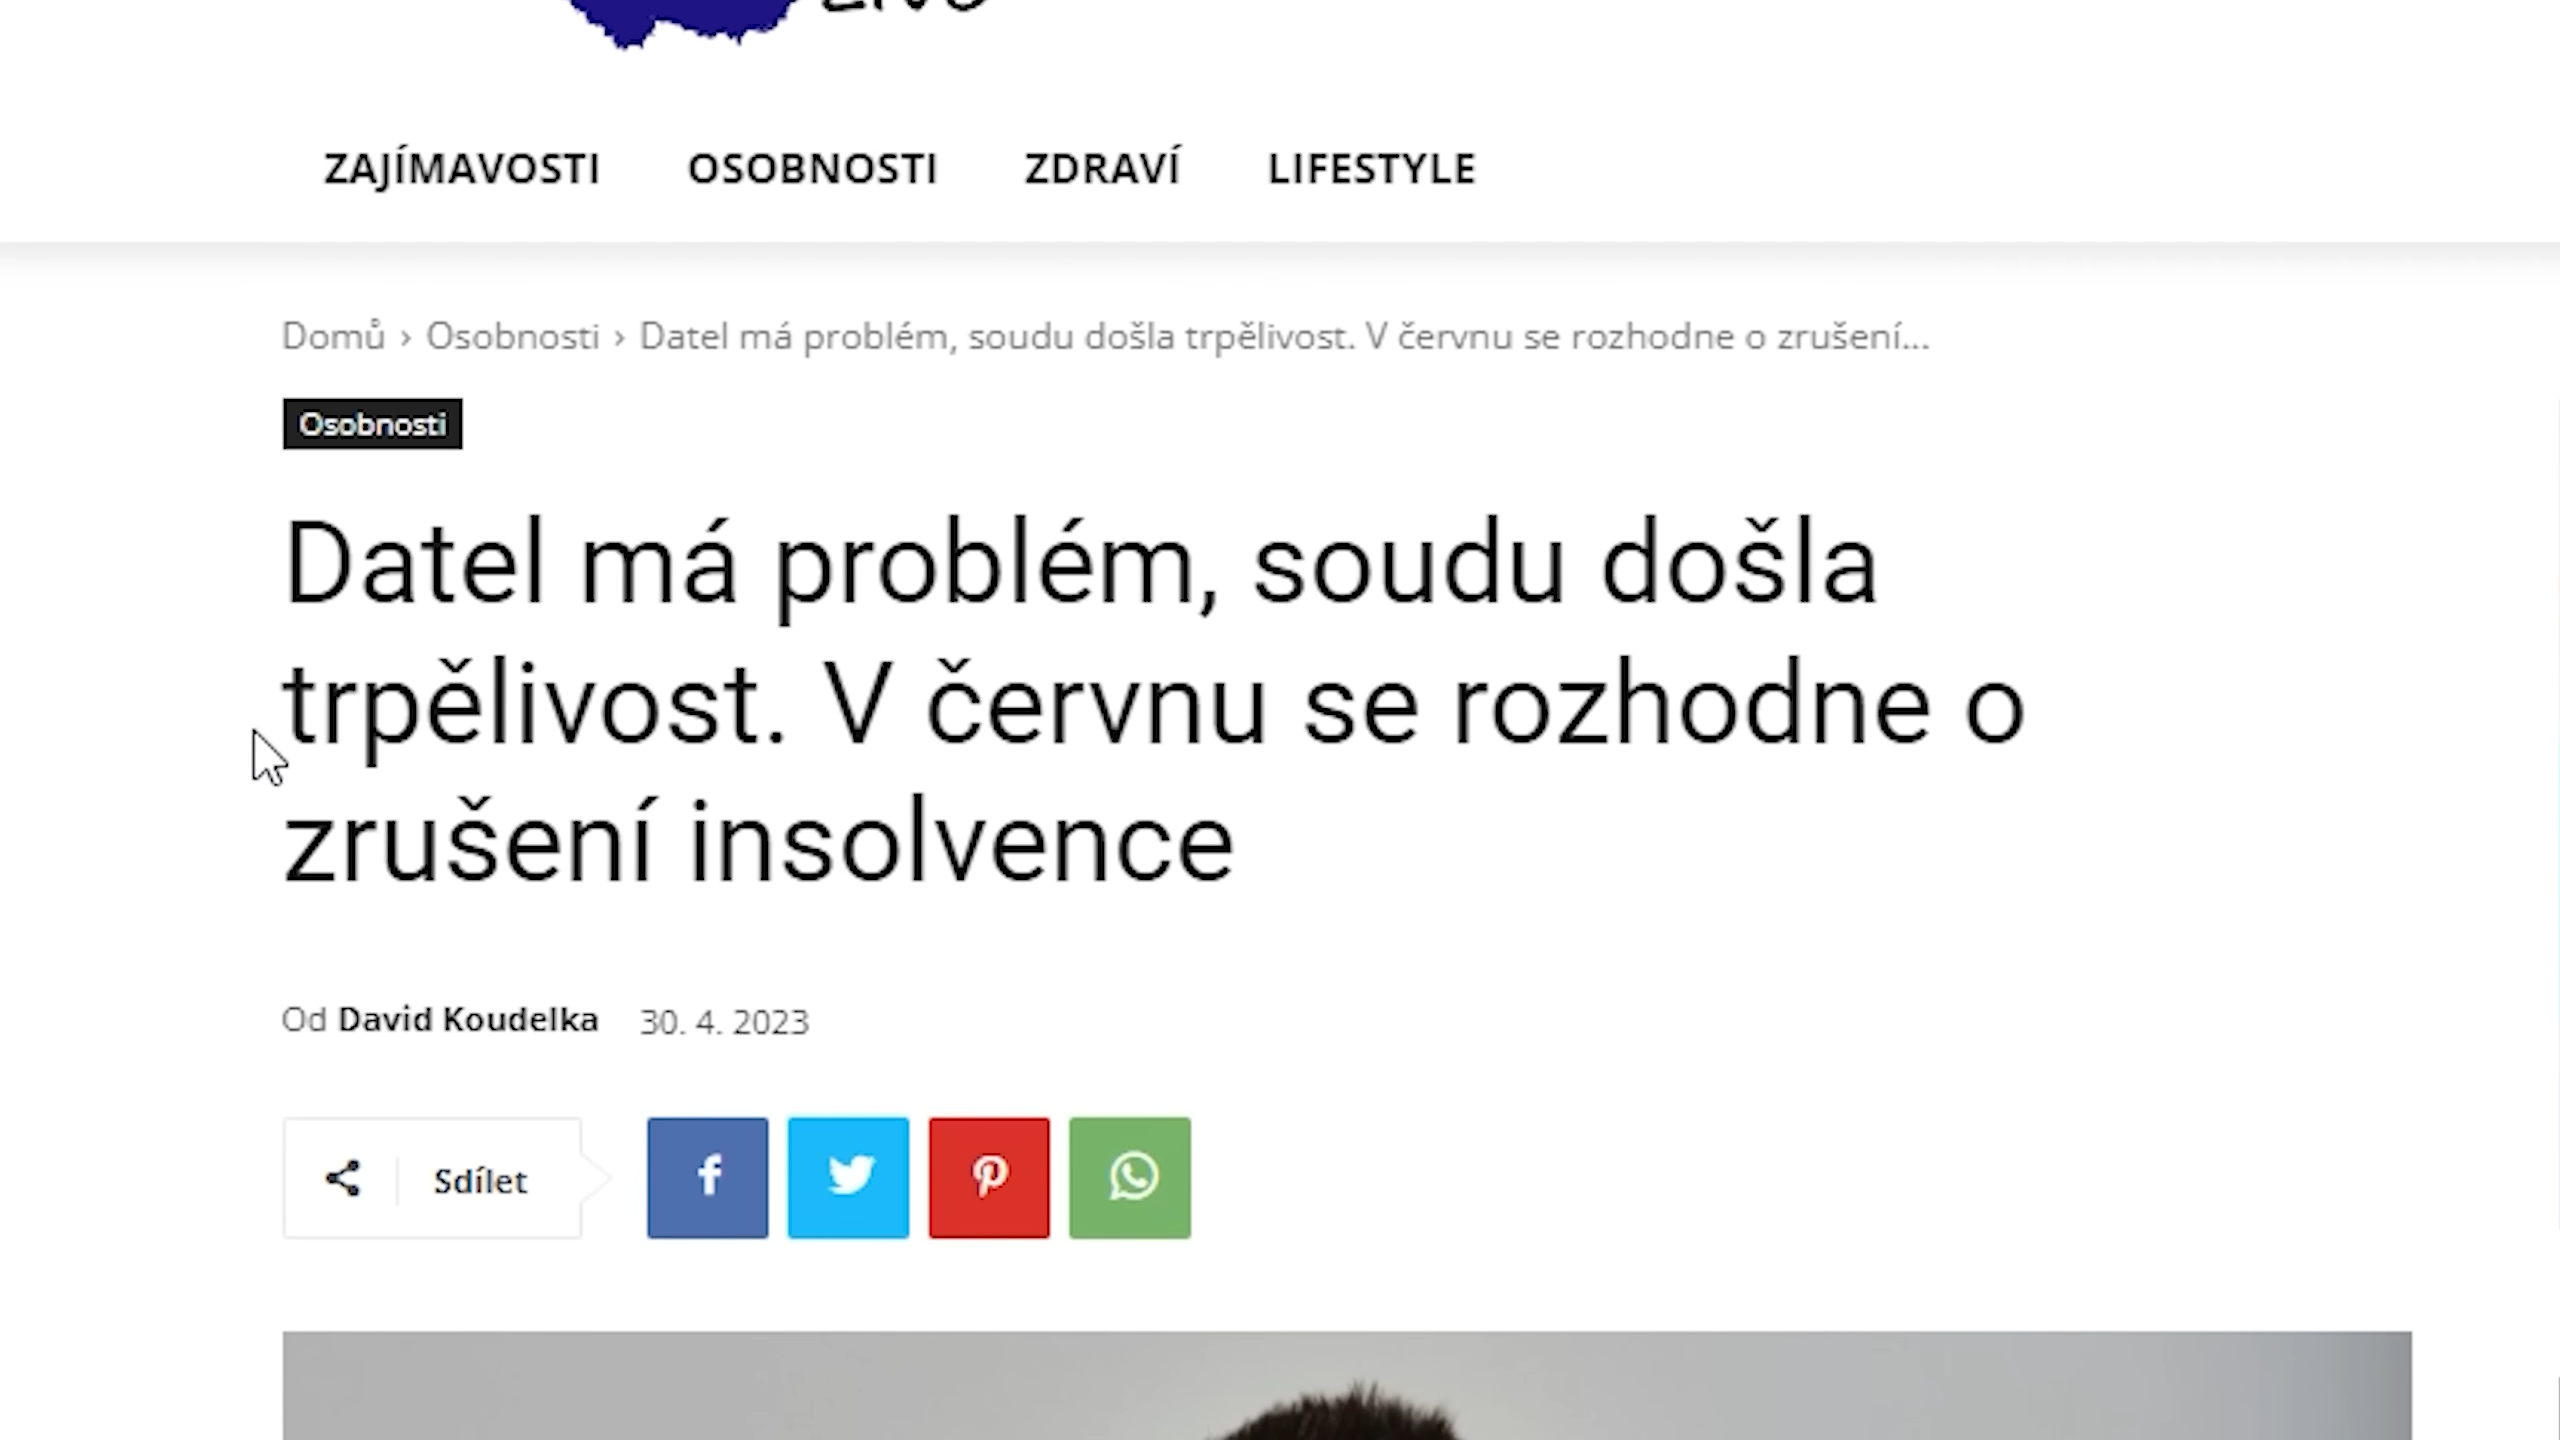 ZAJÍMAVOSTI OSOBNOSTI ZDRAVÍ LIFESTYLE
Domů › Osobnosti › Datel má problém, soudu došla trpělivost. V červnu se rozhodne o zrušení...
Osobnosti
Datel má problém, soudu došla
trpělivost. V červnu se rozhodne o
zrušení insolvence
Od David Koudelka 30. 4. 2023
Sdílet